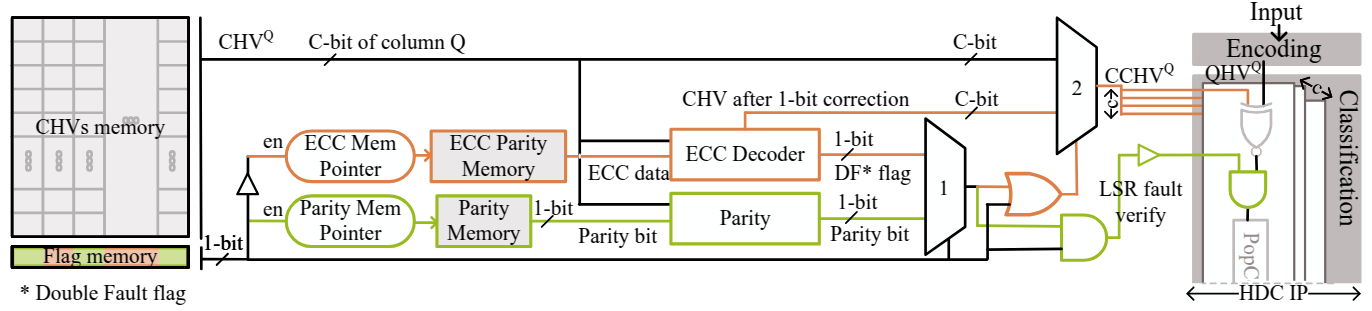 CHVs memory
Flag memory
* Double Fault flag
CHV^Q
C-bit of column Q
1-bit
en
ECC Mem
Pointer
ECC Parity
Memory
ECC data
en
Parity Mem
Pointer
Parity
Memory
1-bit
Parity bit
CHV after 1-bit correction
ECC Decoder
Parity
1-bit
DF* flag
1-bit
Parity bit
C-bit
C-bit
1
2
CCHV^Q
c
LSR fault
verify
Input
Encoding
QHV^Q
c
Classification
PopC
HDC IP